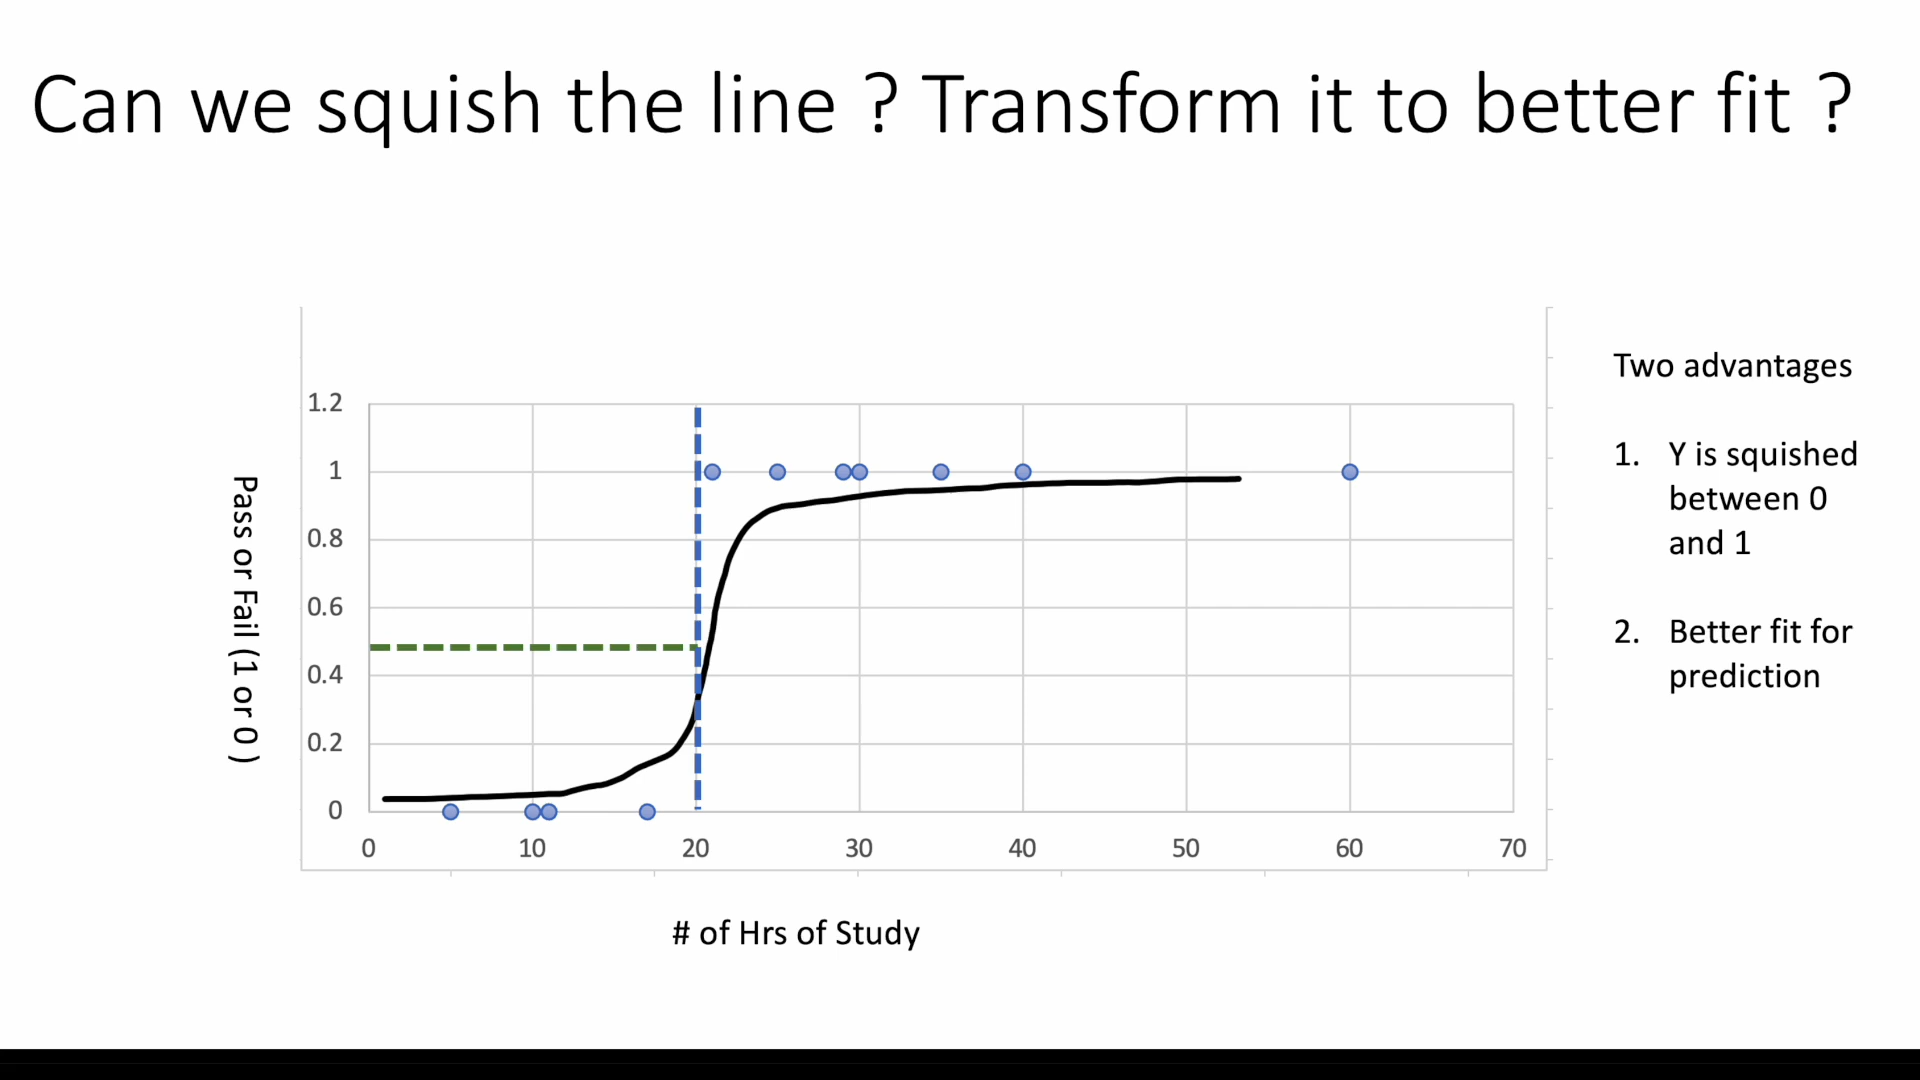 Can we squish the line ? Transform it to better fit ?
Two advantages
1. Y is squished
between 0
and 1
2. Better fit for
prediction
Pass or Fail (1 or 0 )
1.2
1
0.8
0.6
0.4
0.2
0
0 10 20 30 40 50 60 70
# of Hrs of Study